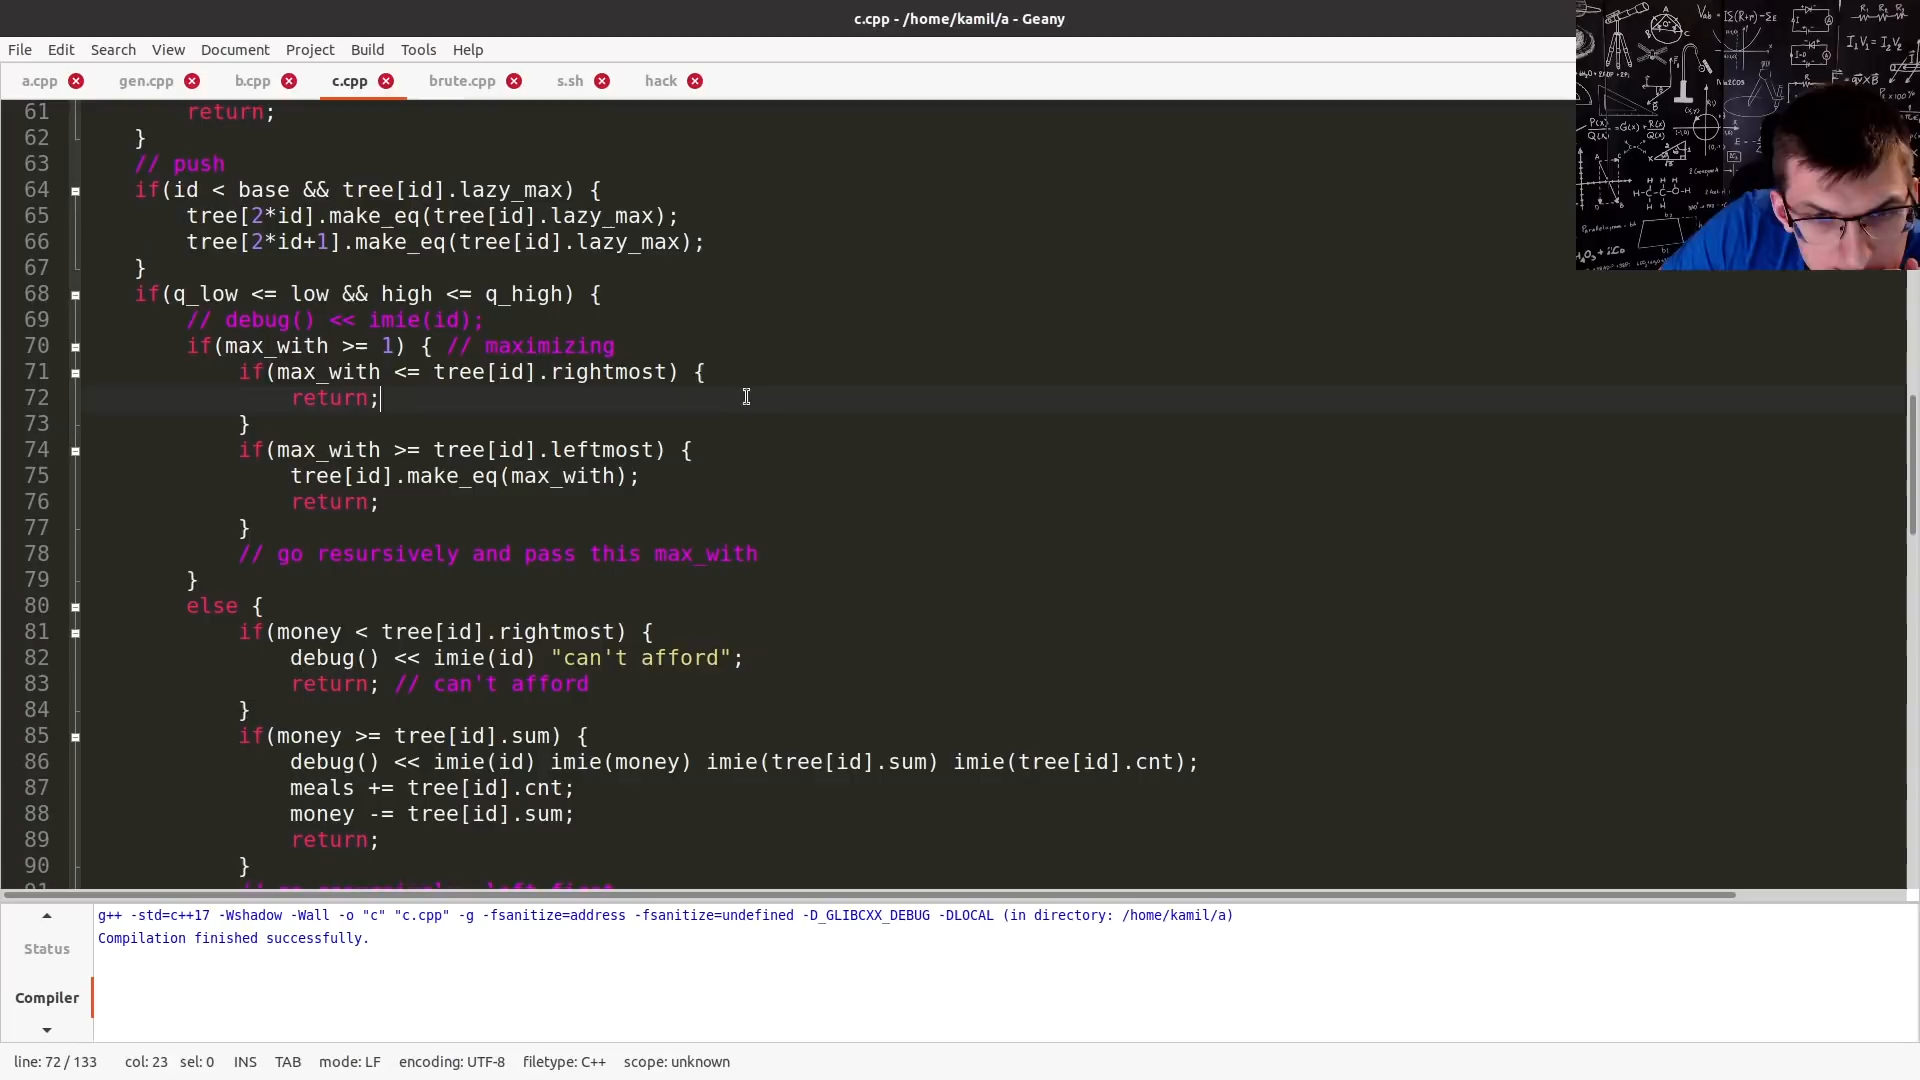 c.cpp - /home/kamil/a - Geany
File Edit Search View Document Project Build Tools Help
a.cpp gen.cpp b.cpp c.cpp brute.cpp s.sh hack
61 return;
62 }
63 // push
64 if(id < base && tree[id].lazy_max) {
65 tree[2*id].make_eq(tree[id].lazy_max);
66 tree[2*id+1].make_eq(tree[id].lazy_max);
67 }
68 if(q_low <= low && high <= q_high) {
69 // debug() << imie(id);
70 if(max_with >= 1) { // maximizing
71 if(max_with <= tree[id].rightmost) {
72 return;
73 }
74 if(max_with >= tree[id].leftmost) {
75 tree[id].make_eq(max_with);
76 return;
77 }
78 // go resursively and pass this max_with
79 }
80 else {
81 if(money < tree[id].rightmost) {
82 debug() << imie(id) "can't afford";
83 return; // can't afford
84 }
85 if(money >= tree[id].sum) {
86 debug() << imie(id) imie(money) imie(tree[id].sum) imie(tree[id].cnt);
87 meals += tree[id].cnt;
88 money -= tree[id].sum;
89 return;
90 }
g++ -std=c++17 -Wshadow -Wall -o "c" "c.cpp" -g -fsanitize=address -fsanitize=undefined -D_GLIBCXX_DEBUG -DLOCAL (in directory: /home/kamil/a)
Compilation finished successfully.
Status
Compiler
line: 72 / 133 col: 23 sel: 0 INS TAB mode: LF encoding: UTF-8 filetype: C++ scope: unknown